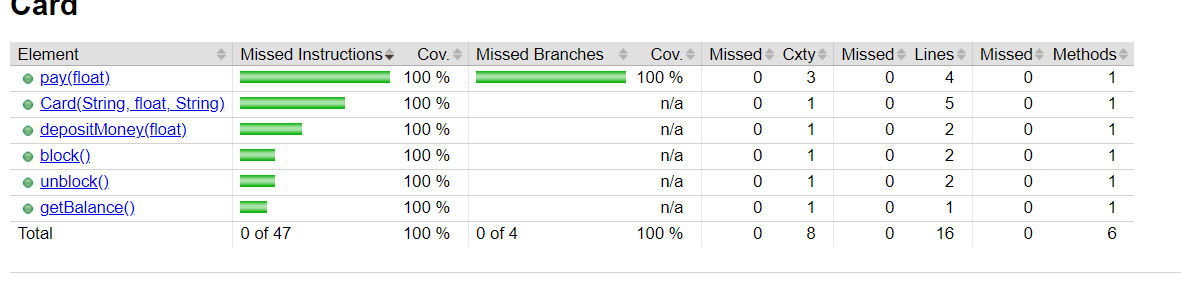 Card
Element Missed Instructions Cov. Missed Branches Cov. Missed Cxty Missed Lines Missed Methods
pay(float) 100 % 100 % 0 3 0 4 0 1
Card(String, float, String) 100 % n/a 0 1 0 5 0 1
depositMoney(float) 100 % n/a 0 1 0 2 0 1
block() 100 % n/a 0 1 0 2 0 1
unblock() 100 % n/a 0 1 0 2 0 1
getBalance() 100 % n/a 0 1 0 1 0 1
Total 0 of 47 100 % 0 of 4 100 % 0 8 0 16 0 6